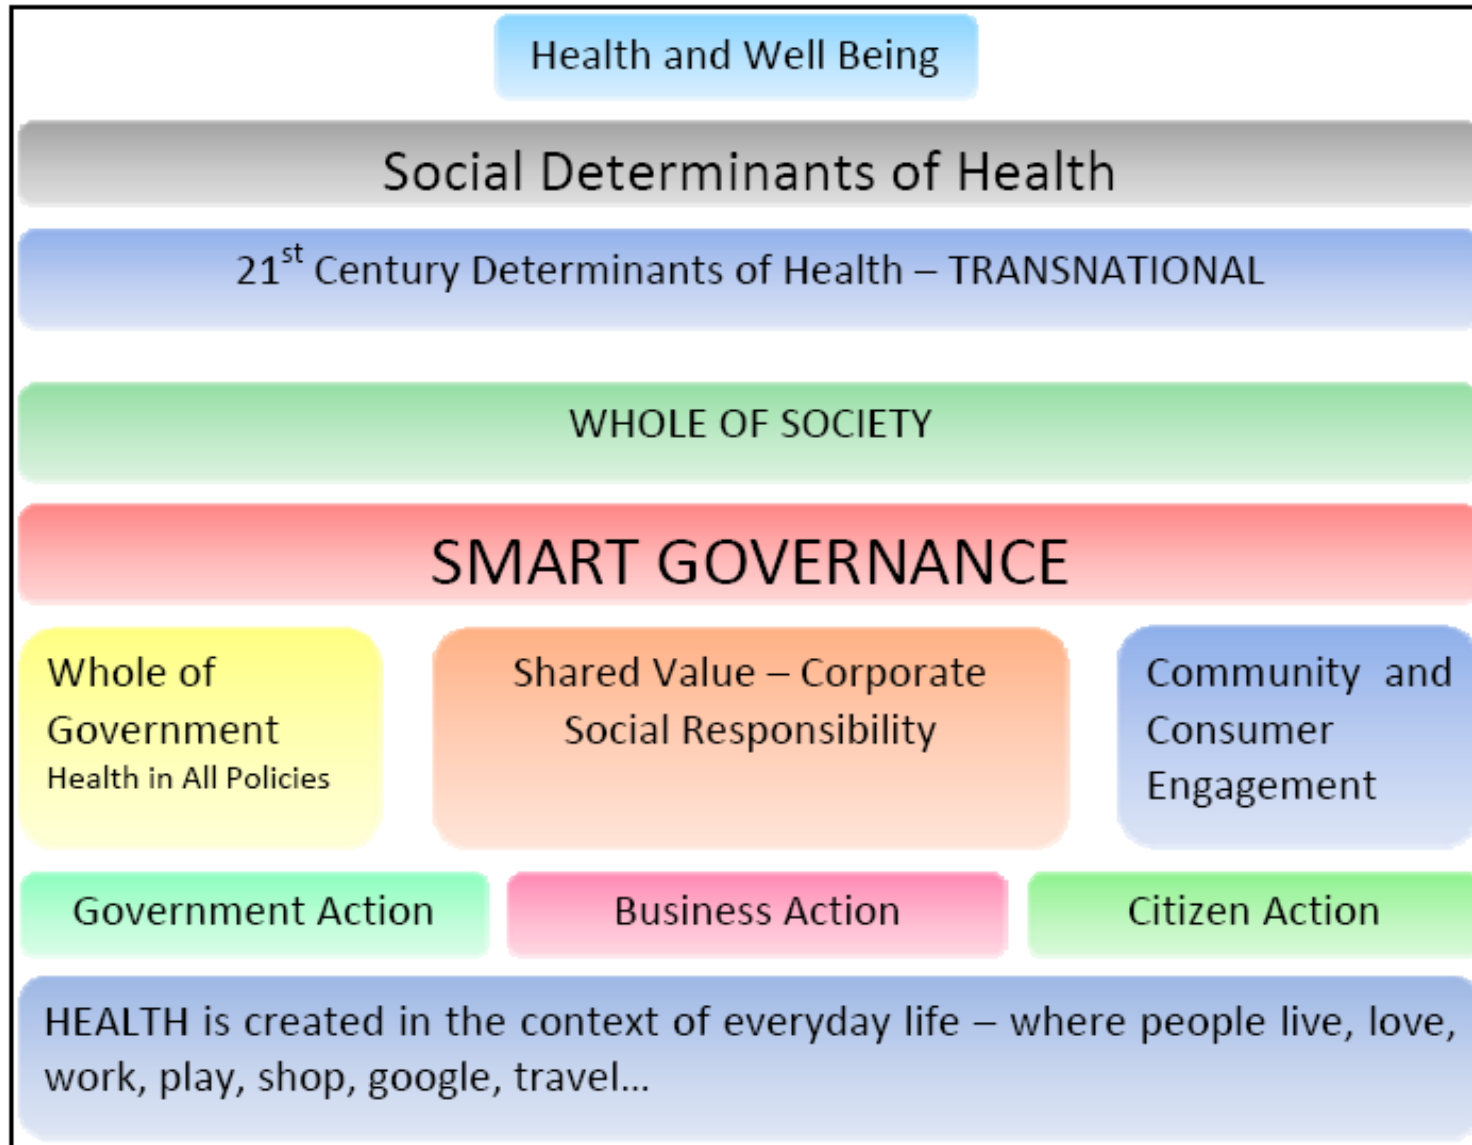 Health and Well Being
Social Determinants of Health
21st Century Determinants of Health – TRANSNATIONAL
WHOLE OF SOCIETY
SMART GOVERNANCE
Whole of
Government
Health in All Policies
Shared Value – Corporate
Social Responsibility
Community and
Consumer
Engagement
Government Action
Business Action
Citizen Action
HEALTH is created in the context of everyday life – where people live, love,
work, play, shop, google, travel...